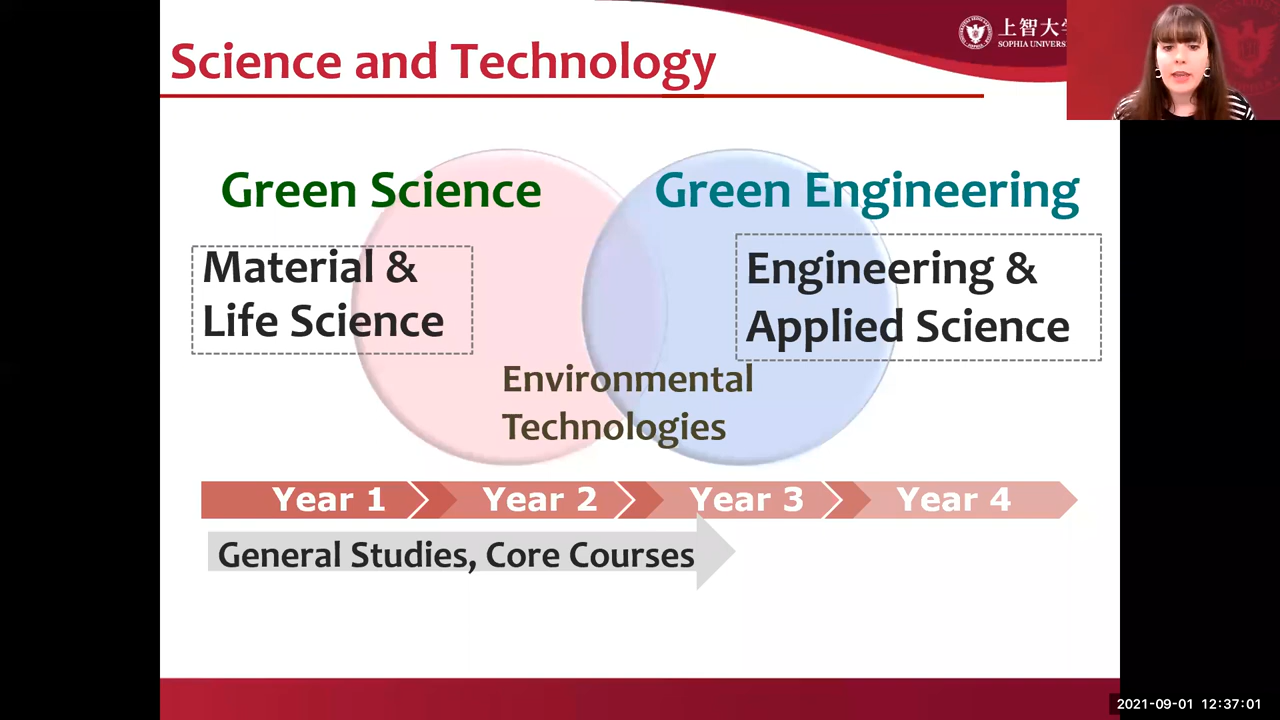 Science and Technology
上智大学
SOPHIA
Green Science
Green Engineering
Material &
Life Science
Engineering &
Applied Science
Environmental
Technologies
Year 1
Year 2
Year 3
Year 4
General Studies, Core Courses
2021-09-01 12:37:01